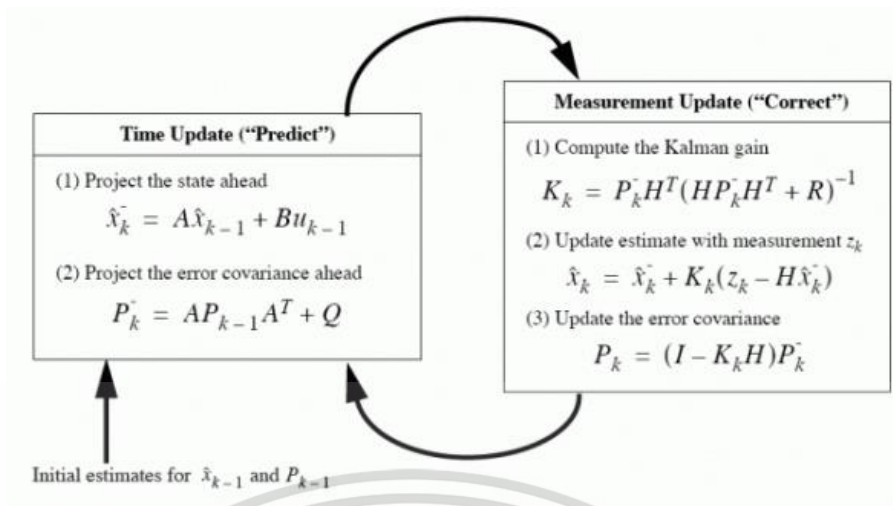 Time Update (“Predict”)
(1) Project the state ahead
x̂ₖ⁻ = Ax̂ₖ₋₁ + Buₖ₋₁
(2) Project the error covariance ahead
Pₖ⁻ = APₖ₋₁Aᵀ + Q
Initial estimates for x̂ₖ₋₁ and Pₖ₋₁
Measurement Update (“Correct”)
(1) Compute the Kalman gain
Kₖ = Pₖ⁻Hᵀ(HPₖ⁻Hᵀ + R)⁻¹
(2) Update estimate with measurement zₖ
x̂ₖ = x̂ₖ⁻ + Kₖ(zₖ – Hx̂ₖ⁻)
(3) Update the error covariance
Pₖ = (I – KₖH)Pₖ⁻